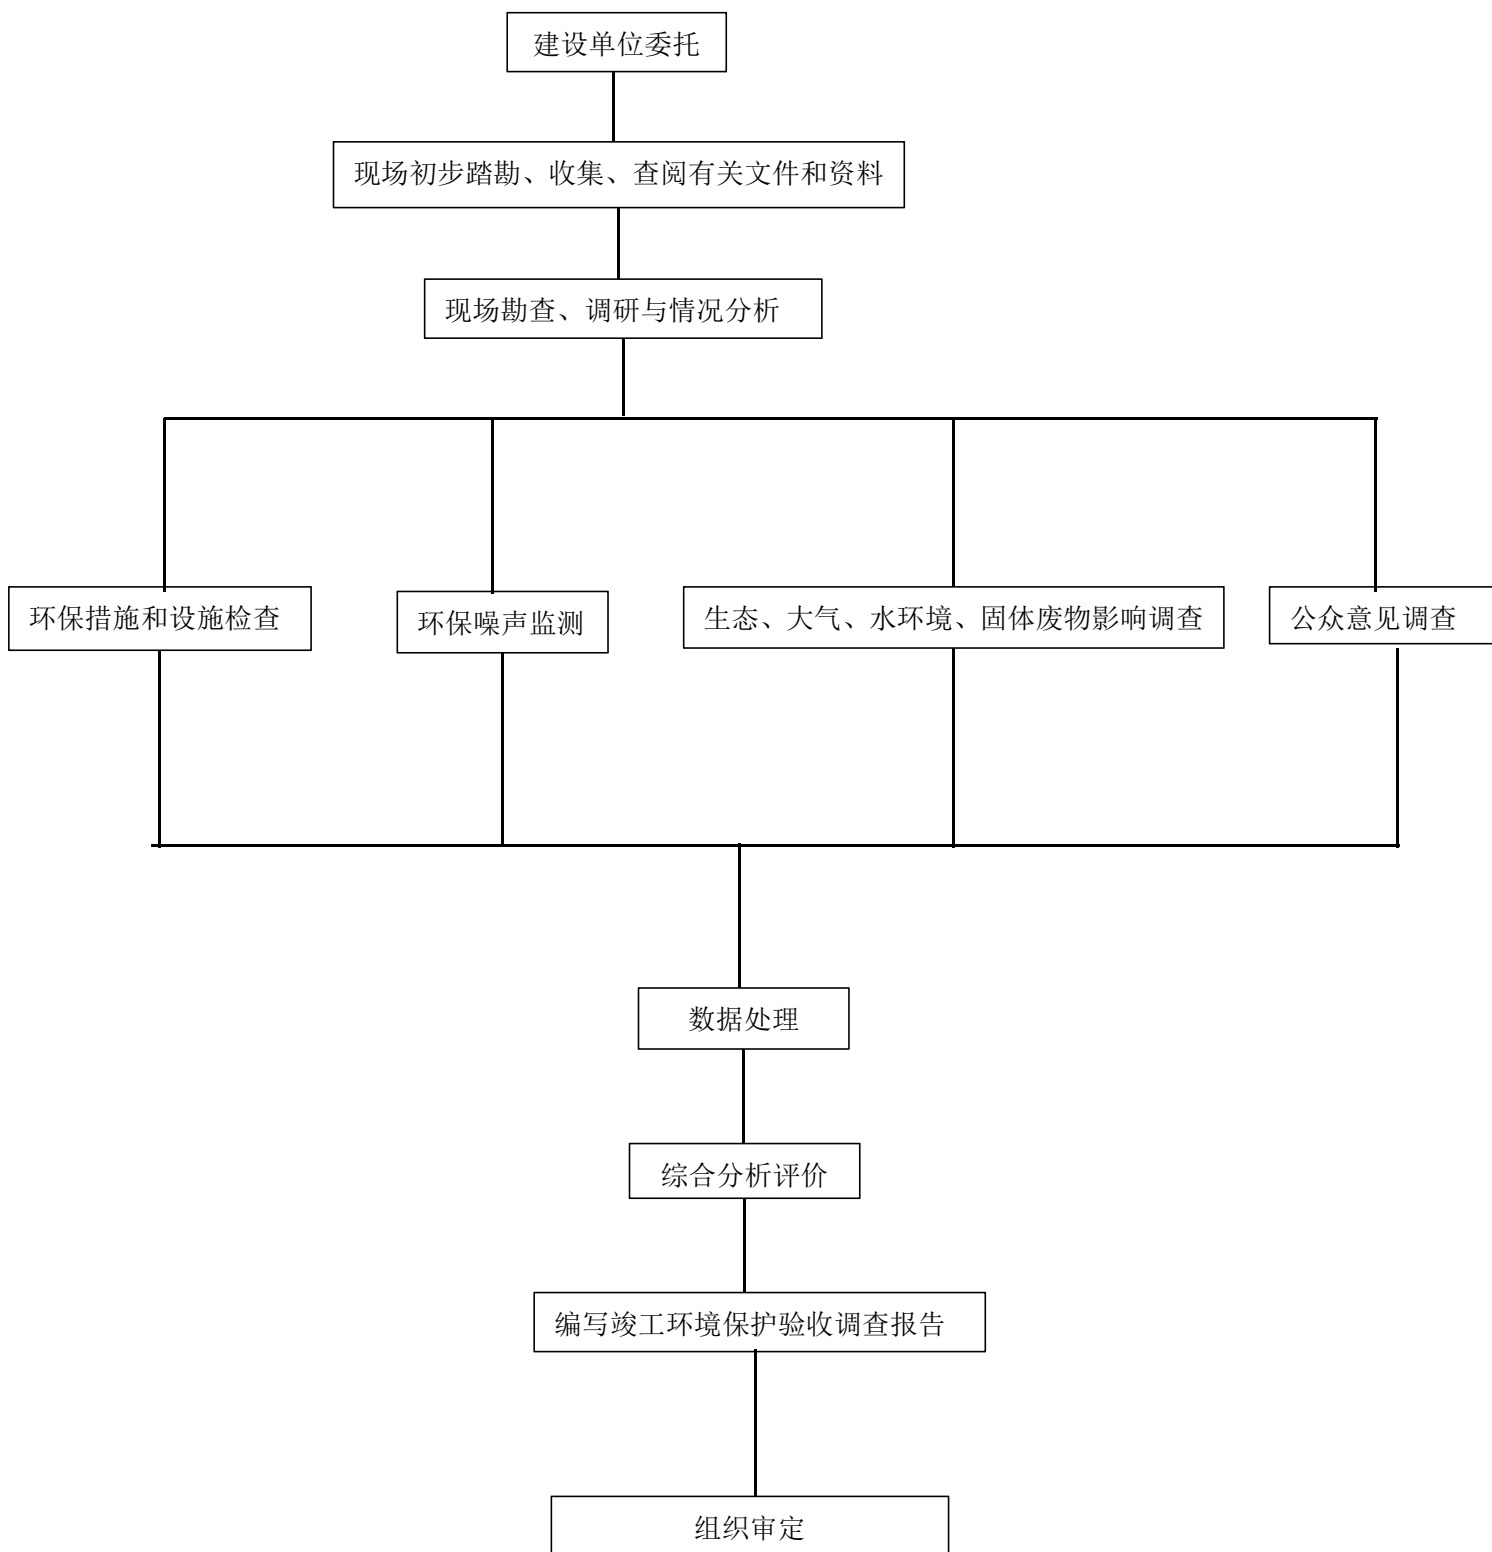 建设单位委托
现场初步踏勘、收集、查阅有关文件和资料
现场勘查、调研与情况分析
环保措施和设施检查
环保噪声监测
生态、大气、水环境、固体废物影响调查
公众意见调查
数据处理
综合分析评价
编写竣工环境保护验收调查报告
组织审定